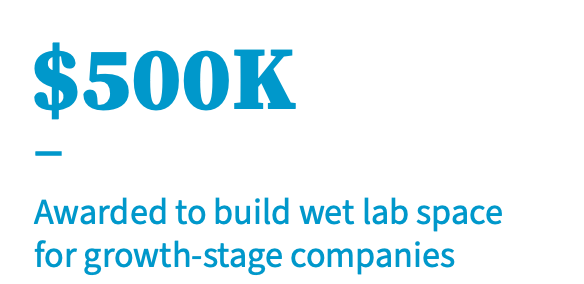 $500K
–
Awarded to build wet lab space
for growth-stage companies